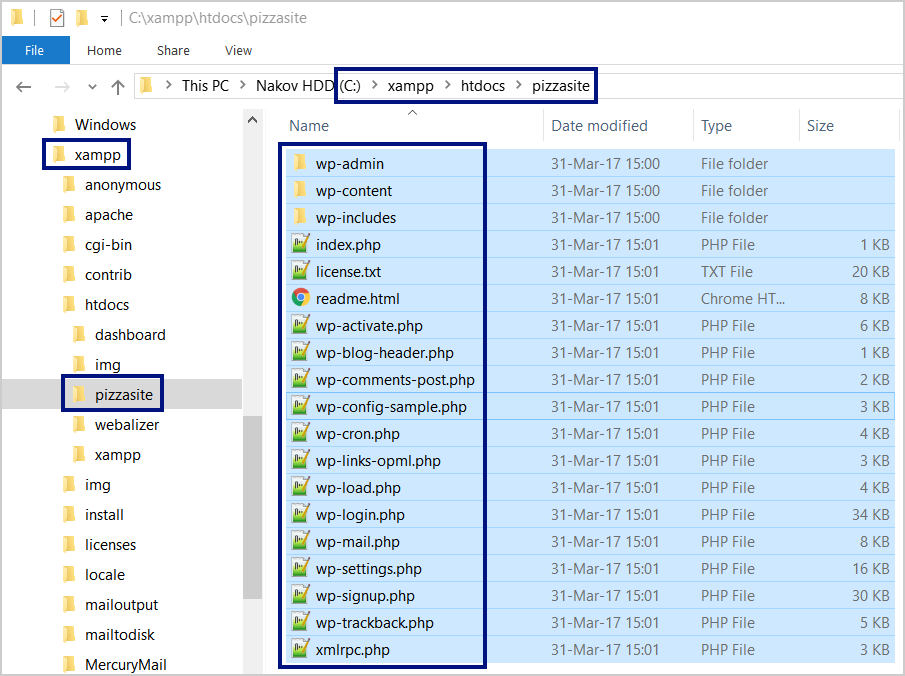 C:\xampp\htdocs\pizzasite
File Home Share View
This PC > Nakov HDD (C:) > xampp > htdocs > pizzasite
Windows
xampp
anonymous
apache
cgi-bin
contrib
htdocs
dashboard
img
pizzasite
webalizer
xampp
img
install
licenses
locale
mailoutput
mailtodisk
MercuryMail
Name Date modified Type Size
wp-admin 31-Mar-17 15:00 File folder
wp-content 31-Mar-17 15:00 File folder
wp-includes 31-Mar-17 15:00 File folder
index.php 31-Mar-17 15:01 PHP File 1 KB
license.txt 31-Mar-17 15:01 TXT File 20 KB
readme.html 31-Mar-17 15:01 Chrome HT... 8 KB
wp-activate.php 31-Mar-17 15:01 PHP File 6 KB
wp-blog-header.php 31-Mar-17 15:01 PHP File 1 KB
wp-comments-post.php 31-Mar-17 15:01 PHP File 2 KB
wp-config-sample.php 31-Mar-17 15:01 PHP File 3 KB
wp-cron.php 31-Mar-17 15:01 PHP File 4 KB
wp-links-opml.php 31-Mar-17 15:01 PHP File 3 KB
wp-load.php 31-Mar-17 15:01 PHP File 4 KB
wp-login.php 31-Mar-17 15:01 PHP File 34 KB
wp-mail.php 31-Mar-17 15:01 PHP File 8 KB
wp-settings.php 31-Mar-17 15:01 PHP File 16 KB
wp-signup.php 31-Mar-17 15:01 PHP File 30 KB
wp-trackback.php 31-Mar-17 15:01 PHP File 5 KB
xmlrpc.php 31-Mar-17 15:01 PHP File 3 KB